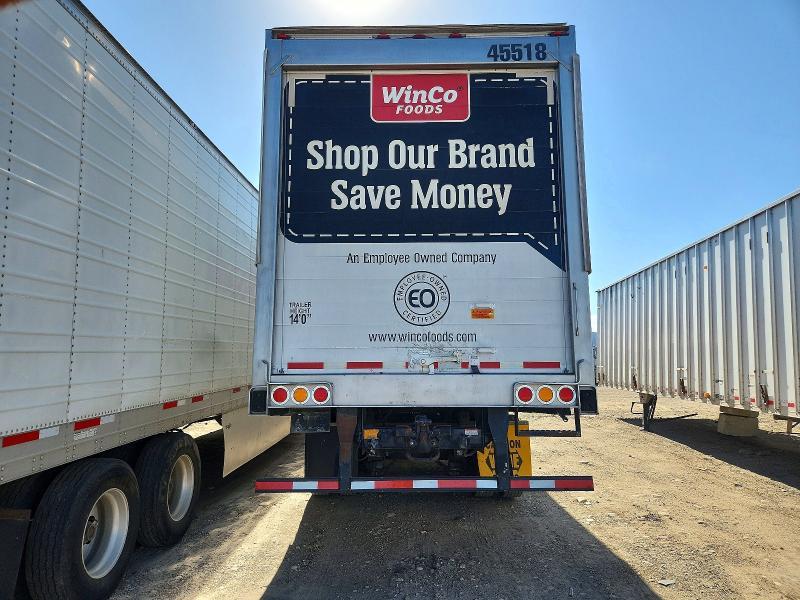 45518
WinCo
FOODS
Shop Our Brand
Save Money
An Employee Owned Company
EMPLOYEE-OWNED
EO
CERTIFIED
TRAILER
HEIGHT
14'0"
www.wincofoods.com